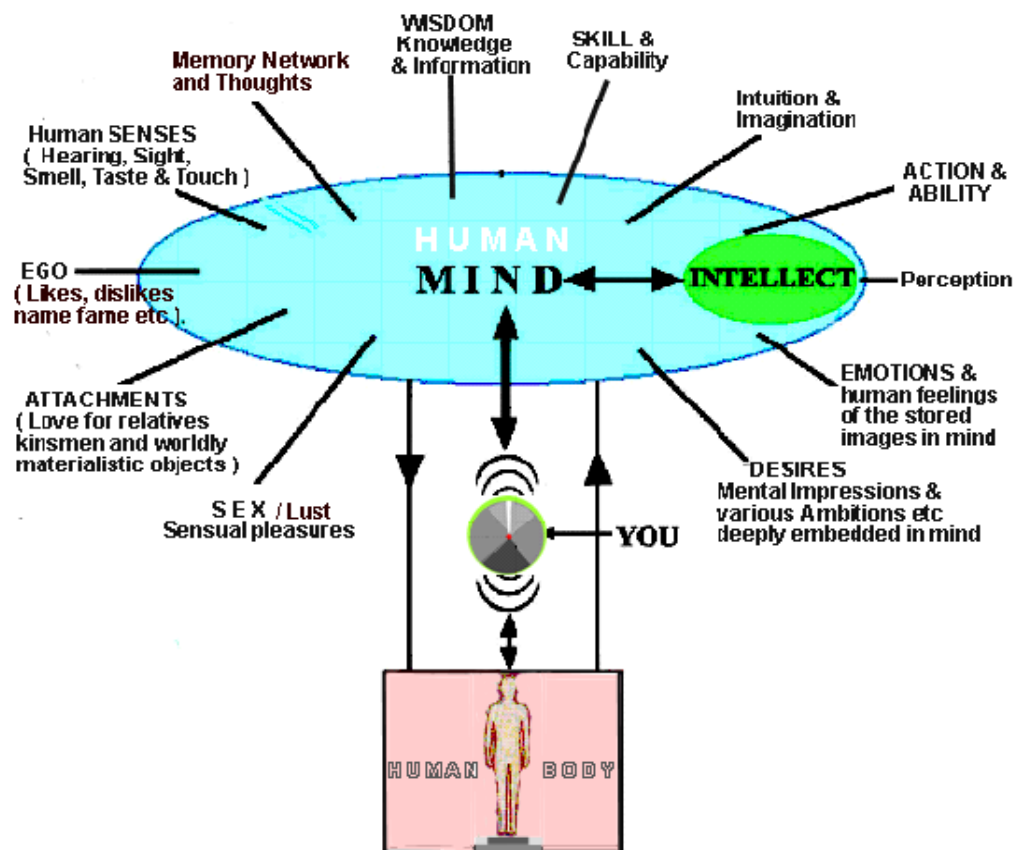 WISDOM
Knowledge
& Information
SKILL &
Capability
Memory Network
and Thoughts
Intuition &
Imagination
Human SENSES
( Hearing, Sight,
Smell, Taste & Touch )
ACTION &
ABILITY
HUMAN
MIND
INTELLECT
Perception
EGO
( Likes, dislikes
name fame etc ).
ATTACHMENTS
( Love for relatives
kinsmen and worldly
materialistic objects )
EMOTIONS &
human feelings
of the stored
images in mind
SEX / Lust
Sensual pleasures
DESIRES
Mental Impressions &
various Ambitions etc
deeply embedded in mind
YOU
HUMAN BODY